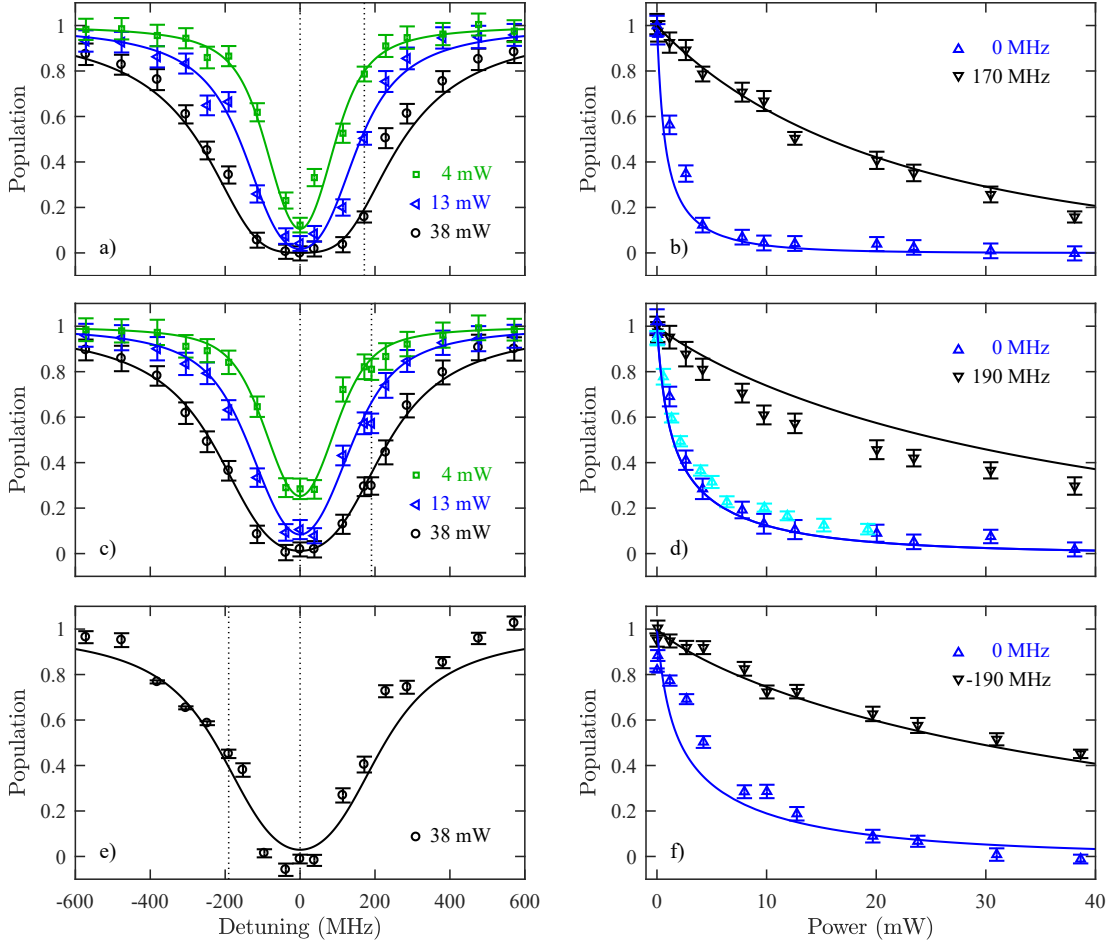 1
0.8
0.6
0.4
0.2
0
Population
4 mW
13 mW
38 mW
a)
1
0.8
0.6
0.4
0.2
0
Population
0 MHz
170 MHz
b)
1
0.8
0.6
0.4
0.2
0
Population
4 mW
13 mW
38 mW
c)
1
0.8
0.6
0.4
0.2
0
Population
0 MHz
190 MHz
d)
1
0.8
0.6
0.4
0.2
0
Population
38 mW
e)
-600 -400 -200 0 200 400 600
Detuning (MHz)
1
0.8
0.6
0.4
0.2
0
Population
0 MHz
-190 MHz
f)
0 10 20 30 40
Power (mW)